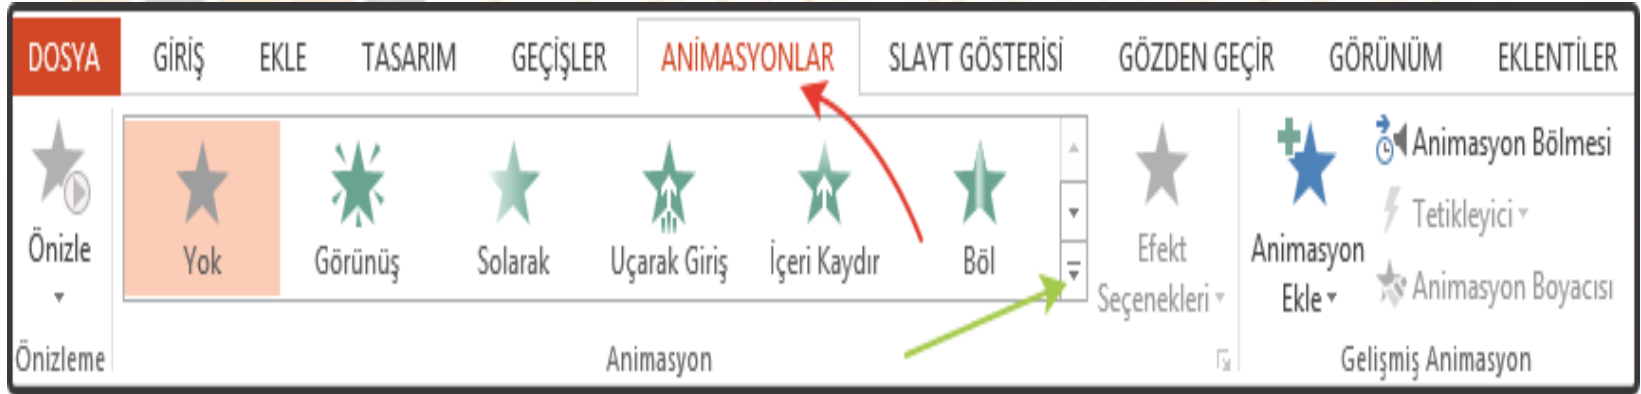 DOSYA GİRİŞ EKLE TASARIM GEÇİŞLER ANİMASYONLAR SLAYT GÖSTERİSİ GÖZDEN GEÇİR GÖRÜNÜM EKLENTİLER
Önizle
Yok Görünüş Solarak Uçarak Giriş İçeri Kaydır Böl
Efekt
Seçenekleri
Animasyon
Ekle
Animasyon Bölmesi
Tetikleyici
Animasyon Boyacısı
Önizleme Animasyon Gelişmiş Animasyon